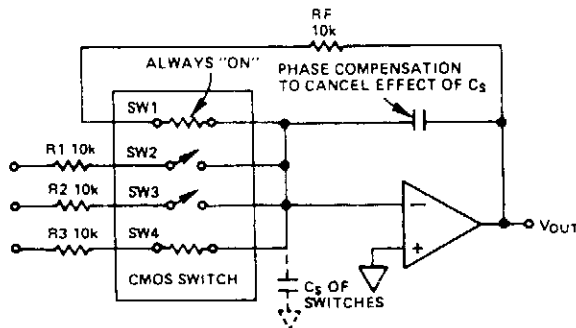 RF
10k
ALWAYS "ON"
PHASE COMPENSATION
TO CANCEL EFFECT OF CS
SW1
R1 10k
SW2
R2 10k
SW3
R3 10k
SW4
CMOS SWITCH
CS OF
SWITCHES
−
+
VOUT